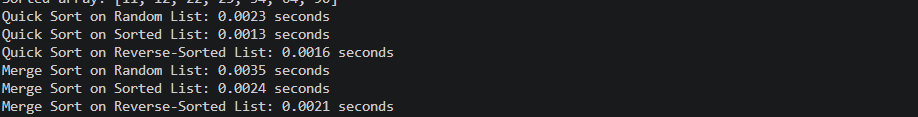 Sorted array: [11, 12, 22, 25, 34, 64, 90]
Quick Sort on Random List: 0.0023 seconds
Quick Sort on Sorted List: 0.0013 seconds
Quick Sort on Reverse-Sorted List: 0.0016 seconds
Merge Sort on Random List: 0.0035 seconds
Merge Sort on Sorted List: 0.0024 seconds
Merge Sort on Reverse-Sorted List: 0.0021 seconds